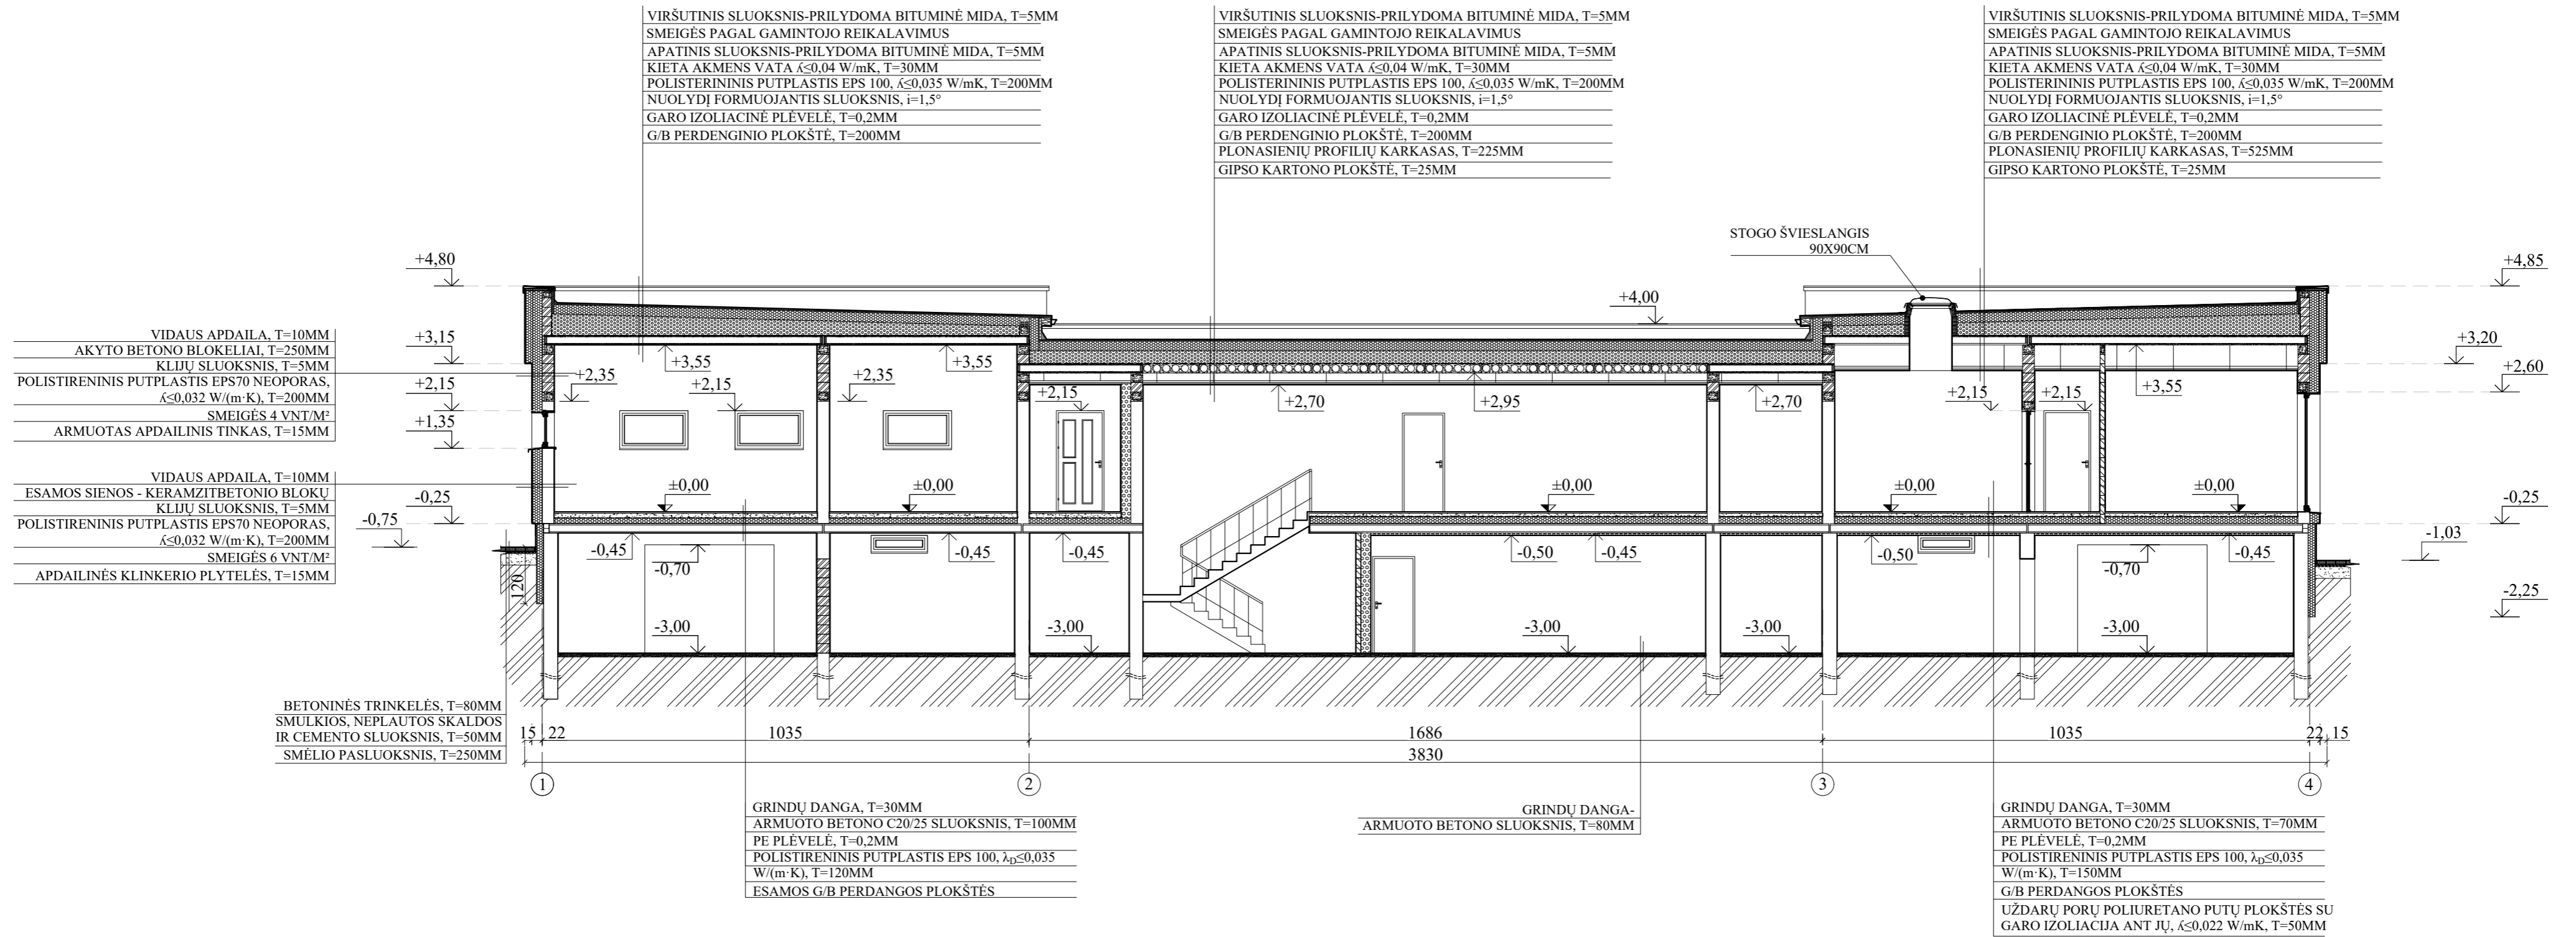 VIRŠUTINIS SLUOKSNIS-PRILYDOMA BITUMINĖ MIDA, T=5MM
SMEIGĖS PAGAL GAMINTOJO REIKALAVIMUS
APATINIS SLUOKSNIS-PRILYDOMA BITUMINĖ MIDA, T=5MM
KIETA AKMENS VATA ʎ≤0,04 W/mK, T=30MM
POLISTERININIS PUTPLASTIS EPS 100, ʎ≤0,035 W/mK, T=200MM
NUOLYDĮ FORMUOJANTIS SLUOKSNIS, i=1,5°
GARO IZOLIACINĖ PLĖVELĖ, T=0,2MM
G/B PERDENGINIO PLOKŠTĖ, T=200MM
VIRŠUTINIS SLUOKSNIS-PRILYDOMA BITUMINĖ MIDA, T=5MM
SMEIGĖS PAGAL GAMINTOJO REIKALAVIMUS
APATINIS SLUOKSNIS-PRILYDOMA BITUMINĖ MIDA, T=5MM
KIETA AKMENS VATA ʎ≤0,04 W/mK, T=30MM
POLISTERININIS PUTPLASTIS EPS 100, ʎ≤0,035 W/mK, T=200MM
NUOLYDĮ FORMUOJANTIS SLUOKSNIS, i=1,5°
GARO IZOLIACINĖ PLĖVELĖ, T=0,2MM
G/B PERDENGINIO PLOKŠTĖ, T=200MM
PLONASIENIŲ PROFILIŲ KARKASAS, T=225MM
GIPSO KARTONO PLOKŠTĖ, T=25MM
VIRŠUTINIS SLUOKSNIS-PRILYDOMA BITUMINĖ MIDA, T=5MM
SMEIGĖS PAGAL GAMINTOJO REIKALAVIMUS
APATINIS SLUOKSNIS-PRILYDOMA BITUMINĖ MIDA, T=5MM
KIETA AKMENS VATA ʎ≤0,04 W/mK, T=30MM
POLISTERININIS PUTPLASTIS EPS 100, ʎ≤0,035 W/mK, T=200MM
NUOLYDĮ FORMUOJANTIS SLUOKSNIS, i=1,5°
GARO IZOLIACINĖ PLĖVELĖ, T=0,2MM
G/B PERDENGINIO PLOKŠTĖ, T=200MM
PLONASIENIŲ PROFILIŲ KARKASAS, T=525MM
GIPSO KARTONO PLOKŠTĖ, T=25MM
STOGO ŠVIESLANGIS
90X90CM
+4,80
+4,00
+4,85
VIDAUS APDAILA, T=10MM
AKYTO BETONO BLOKELIAI, T=250MM
KLIJŲ SLUOKSNIS, T=5MM
POLISTIRENINIS PUTPLASTIS EPS70 NEOPORAS,
ʎ≤0,032 W/(m·K), T=200MM
SMEIGĖS 4 VNT/M²
ARMUOTAS APDAILINIS TINKAS, T=15MM
+3,15
+2,15
+1,35
+3,55
+3,55
+2,35
+2,15
+2,35
+2,15
+2,70
+2,95
+2,70
+2,15
+2,15
+3,55
+3,20
+2,60
VIDAUS APDAILA, T=10MM
ESAMOS SIENOS - KERAMZITBETONIO BLOKŲ
KLIJŲ SLUOKSNIS, T=5MM
POLISTIRENINIS PUTPLASTIS EPS70 NEOPORAS,
ʎ≤0,032 W/(m·K), T=200MM
SMEIGĖS 6 VNT/M²
APDAILINĖS KLINKERIO PLYTELĖS, T=15MM
-0,25
-0,75
±0,00
±0,00
±0,00
±0,00
±0,00
-0,25
-1,03
-2,25
-0,45
-0,70
-0,45
-0,45
-0,50
-0,45
-0,50
-0,70
-0,45
120
-3,00
-3,00
-3,00
-3,00
-3,00
BETONINĖS TRINKELĖS, T=80MM
SMULKIOS, NEPLAUTOS SKALDOS
IR CEMENTO SLUOKSNIS, T=50MM
SMĖLIO PASLUOKSNIS, T=250MM
15 22 1035 1686 1035 22 15
3830
1 2 3 4
GRINDŲ DANGA, T=30MM
ARMUOTO BETONO C20/25 SLUOKSNIS, T=100MM
PE PLĖVELĖ, T=0,2MM
POLISTIRENINIS PUTPLASTIS EPS 100, λD≤0,035
W/(m·K), T=120MM
ESAMOS G/B PERDANGOS PLOKŠTĖS
GRINDŲ DANGA-
ARMUOTO BETONO SLUOKSNIS, T=80MM
GRINDŲ DANGA, T=30MM
ARMUOTO BETONO C20/25 SLUOKSNIS, T=70MM
PE PLĖVELĖ, T=0,2MM
POLISTIRENINIS PUTPLASTIS EPS 100, λD≤0,035
W/(m·K), T=150MM
G/B PERDANGOS PLOKŠTĖS
UŽDARŲ PORŲ POLIURETANO PUTŲ PLOKŠTĖS SU
GARO IZOLIACIJA ANT JŲ, ʎ≤0,022 W/mK, T=50MM